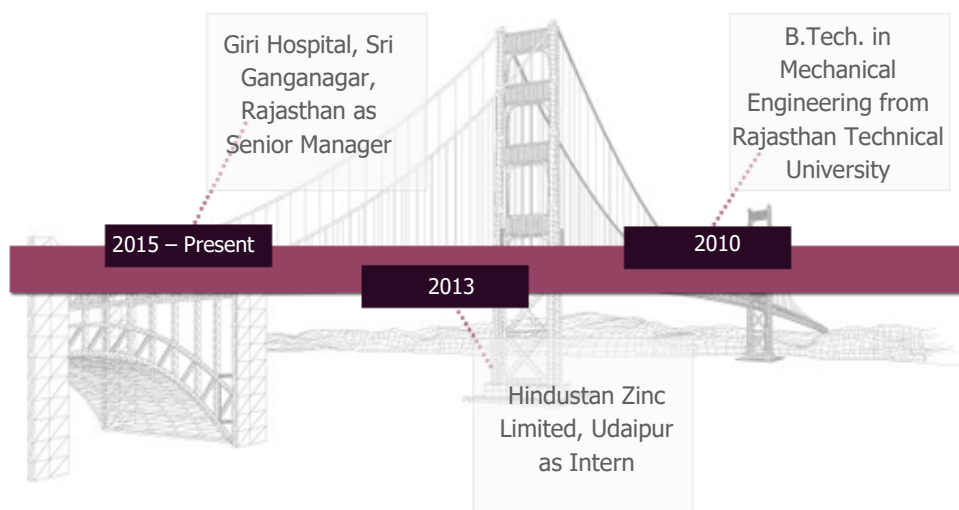 Giri Hospital, Sri
Ganganagar,
Rajasthan as
Senior Manager
B.Tech. in
Mechanical
Engineering from
Rajasthan Technical
University
2015 – Present
2010
2013
Hindustan Zinc
Limited, Udaipur
as Intern